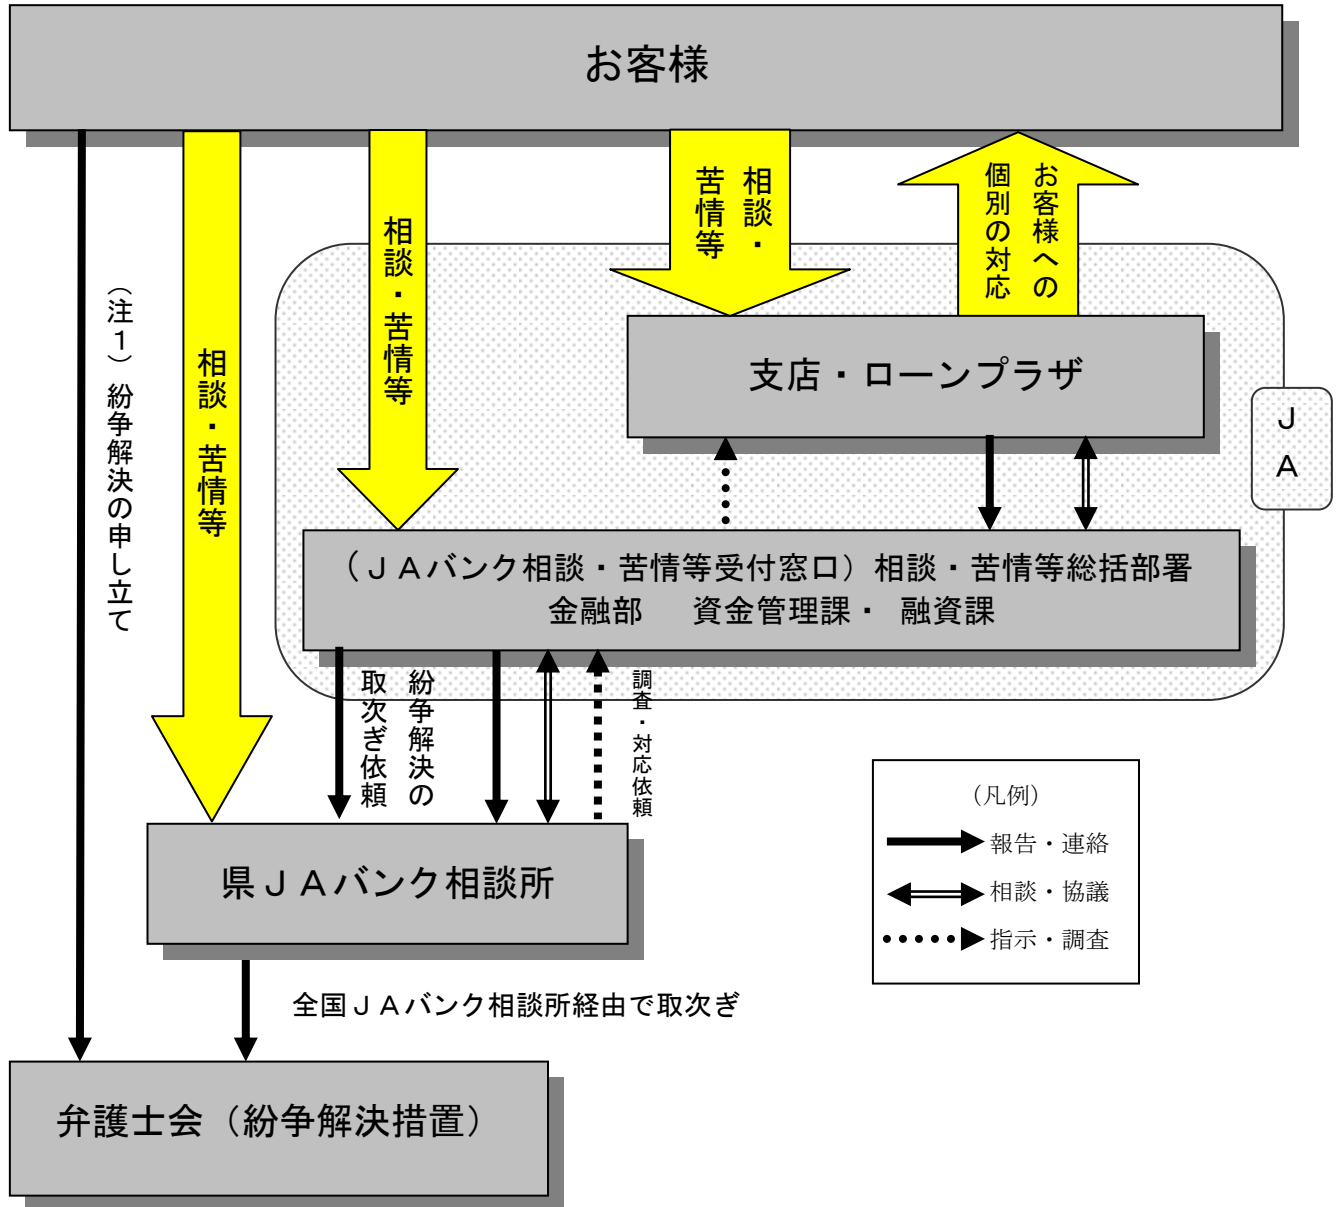 お客様
（注１）紛争解決の申し立て
相談・苦情等
相談・苦情等
相談・
苦情等
お客様への
個別の対応
支店・ローンプラザ
ＪＡ
（ＪＡバンク相談・苦情等受付窓口）相談・苦情等総括部署
金融部　資金管理課・ 融資課
紛争解決の
取次ぎ依頼
調査・対応依頼
県ＪＡバンク相談所
（凡例）
報告・連絡
相談・協議
指示・調査
全国ＪＡバンク相談所経由で取次ぎ
弁護士会（紛争解決措置）